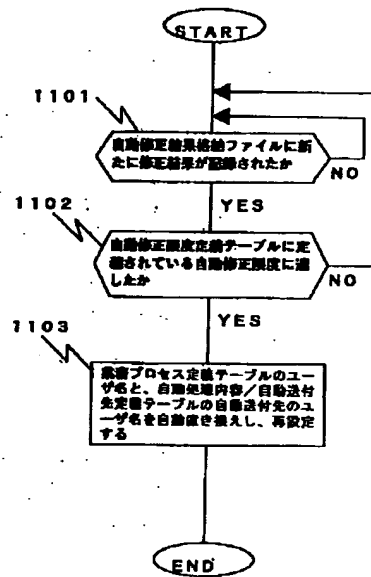 START
1101
自動修正結果格納ファイルに新
たに修正結果が記録されたか
NO
YES
1102
自動修正限度定義テーブルに定
義されている自動修正限度に達
したか
NO
YES
1103
業務プロセス定義テーブルのユー
ザ名と、自動処理内容/自動送付
先定義テーブルの自動送付先のユ
ーザ名を自動置き換えし、再設定
する
END